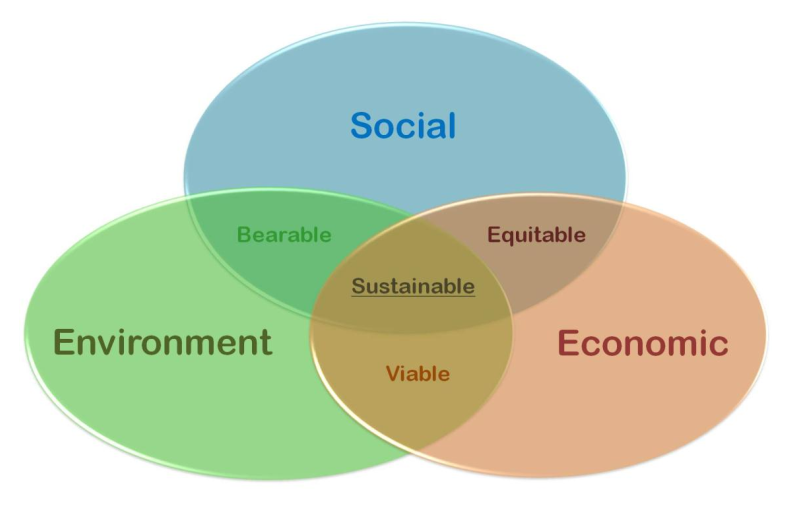 Social
Bearable
Equitable
Sustainable
Environment
Economic
Viable